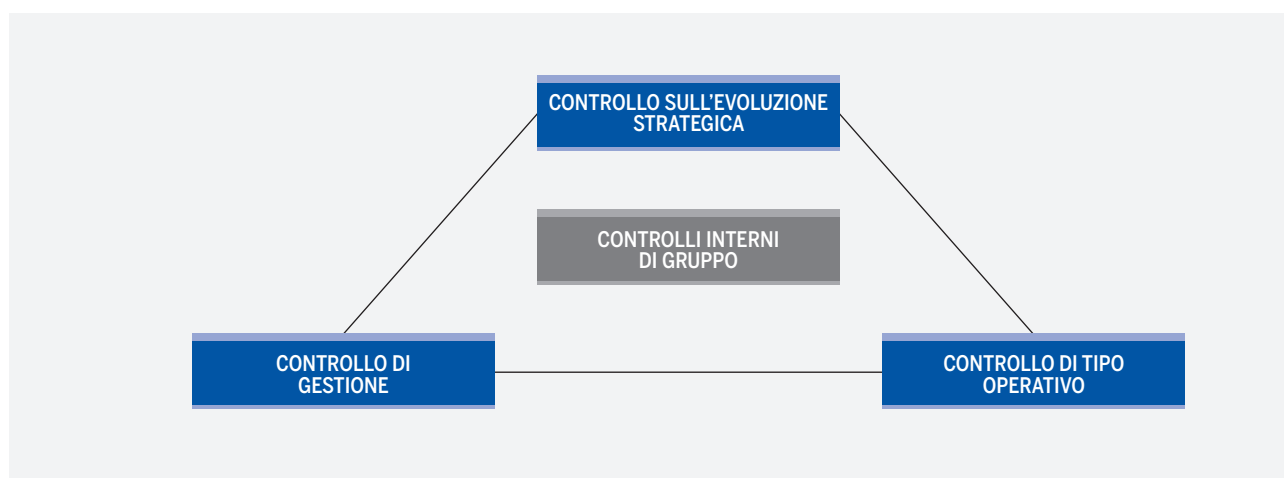 CONTROLLO SULL'EVOLUZIONE
STRATEGICA
CONTROLLI INTERNI
DI GRUPPO
CONTROLLO DI
GESTIONE
CONTROLLO DI TIPO
OPERATIVO